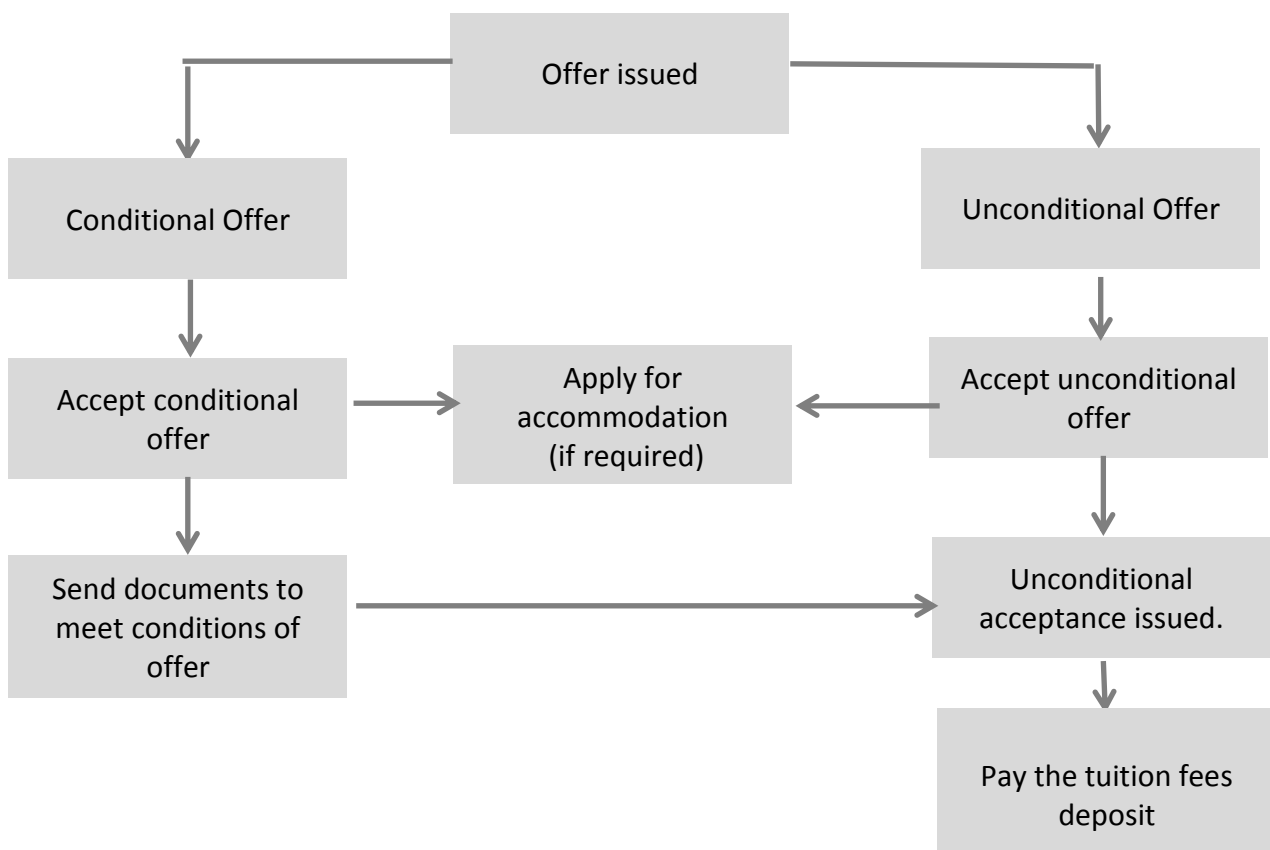 Offer issued
Conditional Offer
Unconditional Offer
Accept conditional
offer
Apply for
accommodation
(if required)
Accept unconditional
offer
Send documents to
meet conditions of
offer
Unconditional
acceptance issued.
Pay the tuition fees
deposit